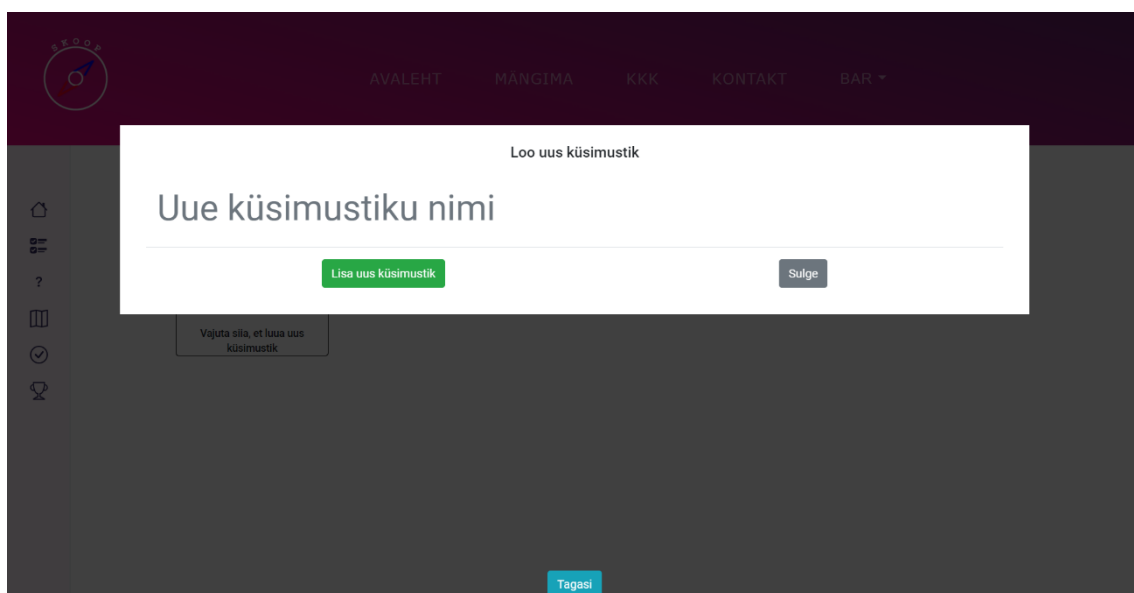 SKOOP
AVALEHT MÄNGIMA KKK KONTAKT BAR
Loo uus küsimustik
Uue küsimustiku nimi
Lisa uus küsimustik Sulge
Vajuta siia, et luua uus
küsimustik
?
Tagasi